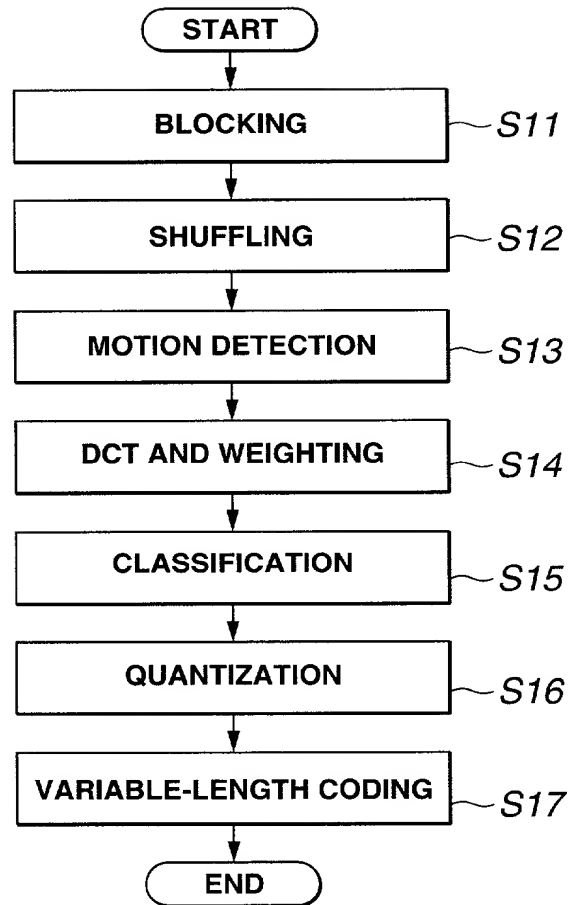 START
BLOCKING
S11
SHUFFLING
S12
MOTION DETECTION
S13
DCT AND WEIGHTING
S14
CLASSIFICATION
S15
QUANTIZATION
S16
VARIABLE-LENGTH CODING
S17
END